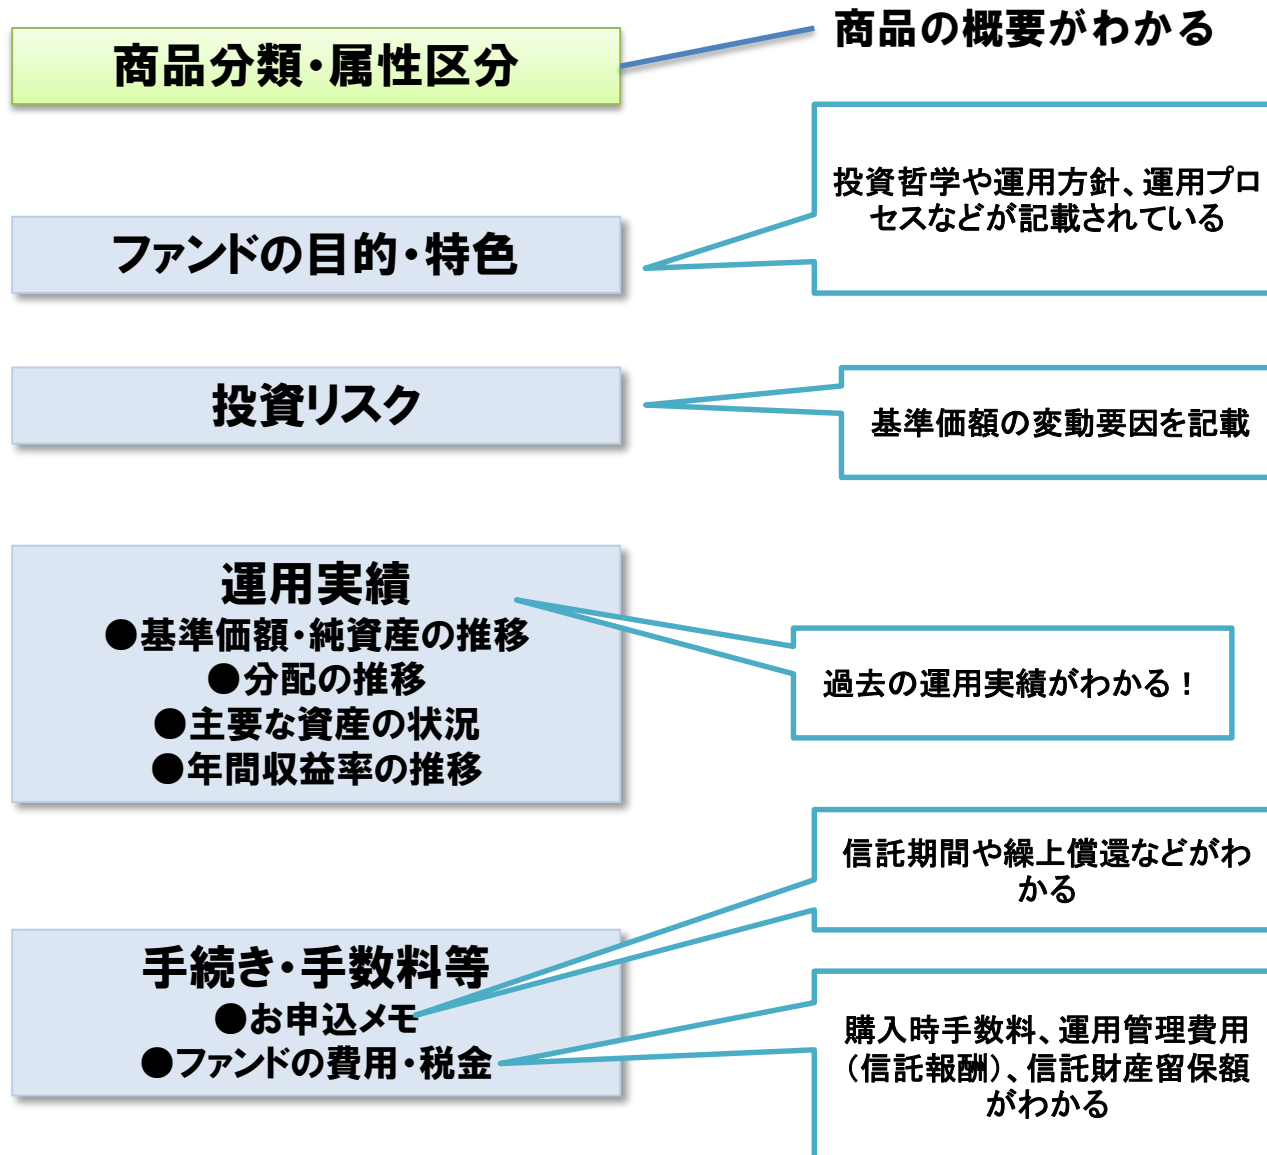 商品分類・属性区分
商品の概要がわかる
ファンドの目的・特色
投資哲学や運用方針、運用プロ
セスなどが記載されている
投資リスク
基準価額の変動要因を記載
運用実績
●基準価額・純資産の推移
●分配の推移
●主要な資産の状況
●年間収益率の推移
過去の運用実績がわかる！
手続き・手数料等
●お申込メモ
●ファンドの費用・税金
信託期間や繰上償還などがわ
かる
購入時手数料、運用管理費用
（信託報酬）、信託財産留保額
がわかる